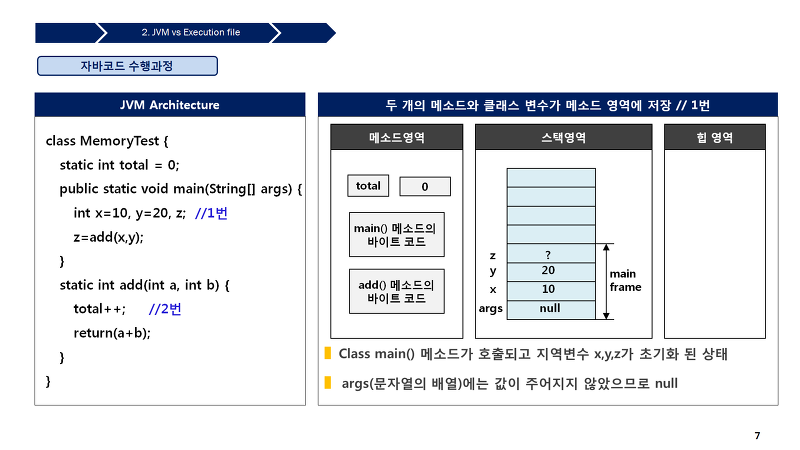 2. JVM vs Execution file
자바코드 수행과정
JVM Architecture
class MemoryTest {
static int total = 0;
public static void main(String[] args) {
int x=10, y=20, z; //1번
z=add(x,y);
}
static int add(int a, int b) {
total++; //2번
return(a+b);
}
}
두 개의 메소드와 클래스 변수가 메소드 영역에 저장 // 1번
메소드영역
total 0
main() 메소드의
바이트 코드
add() 메소드의
바이트 코드
스택영역
z ?
y 20
x 10
args null
main
frame
힙 영역
Class main() 메소드가 호출되고 지역변수 x,y,z가 초기화 된 상태
args(문자열의 배열)에는 값이 주어지지 않았으므로 null
7